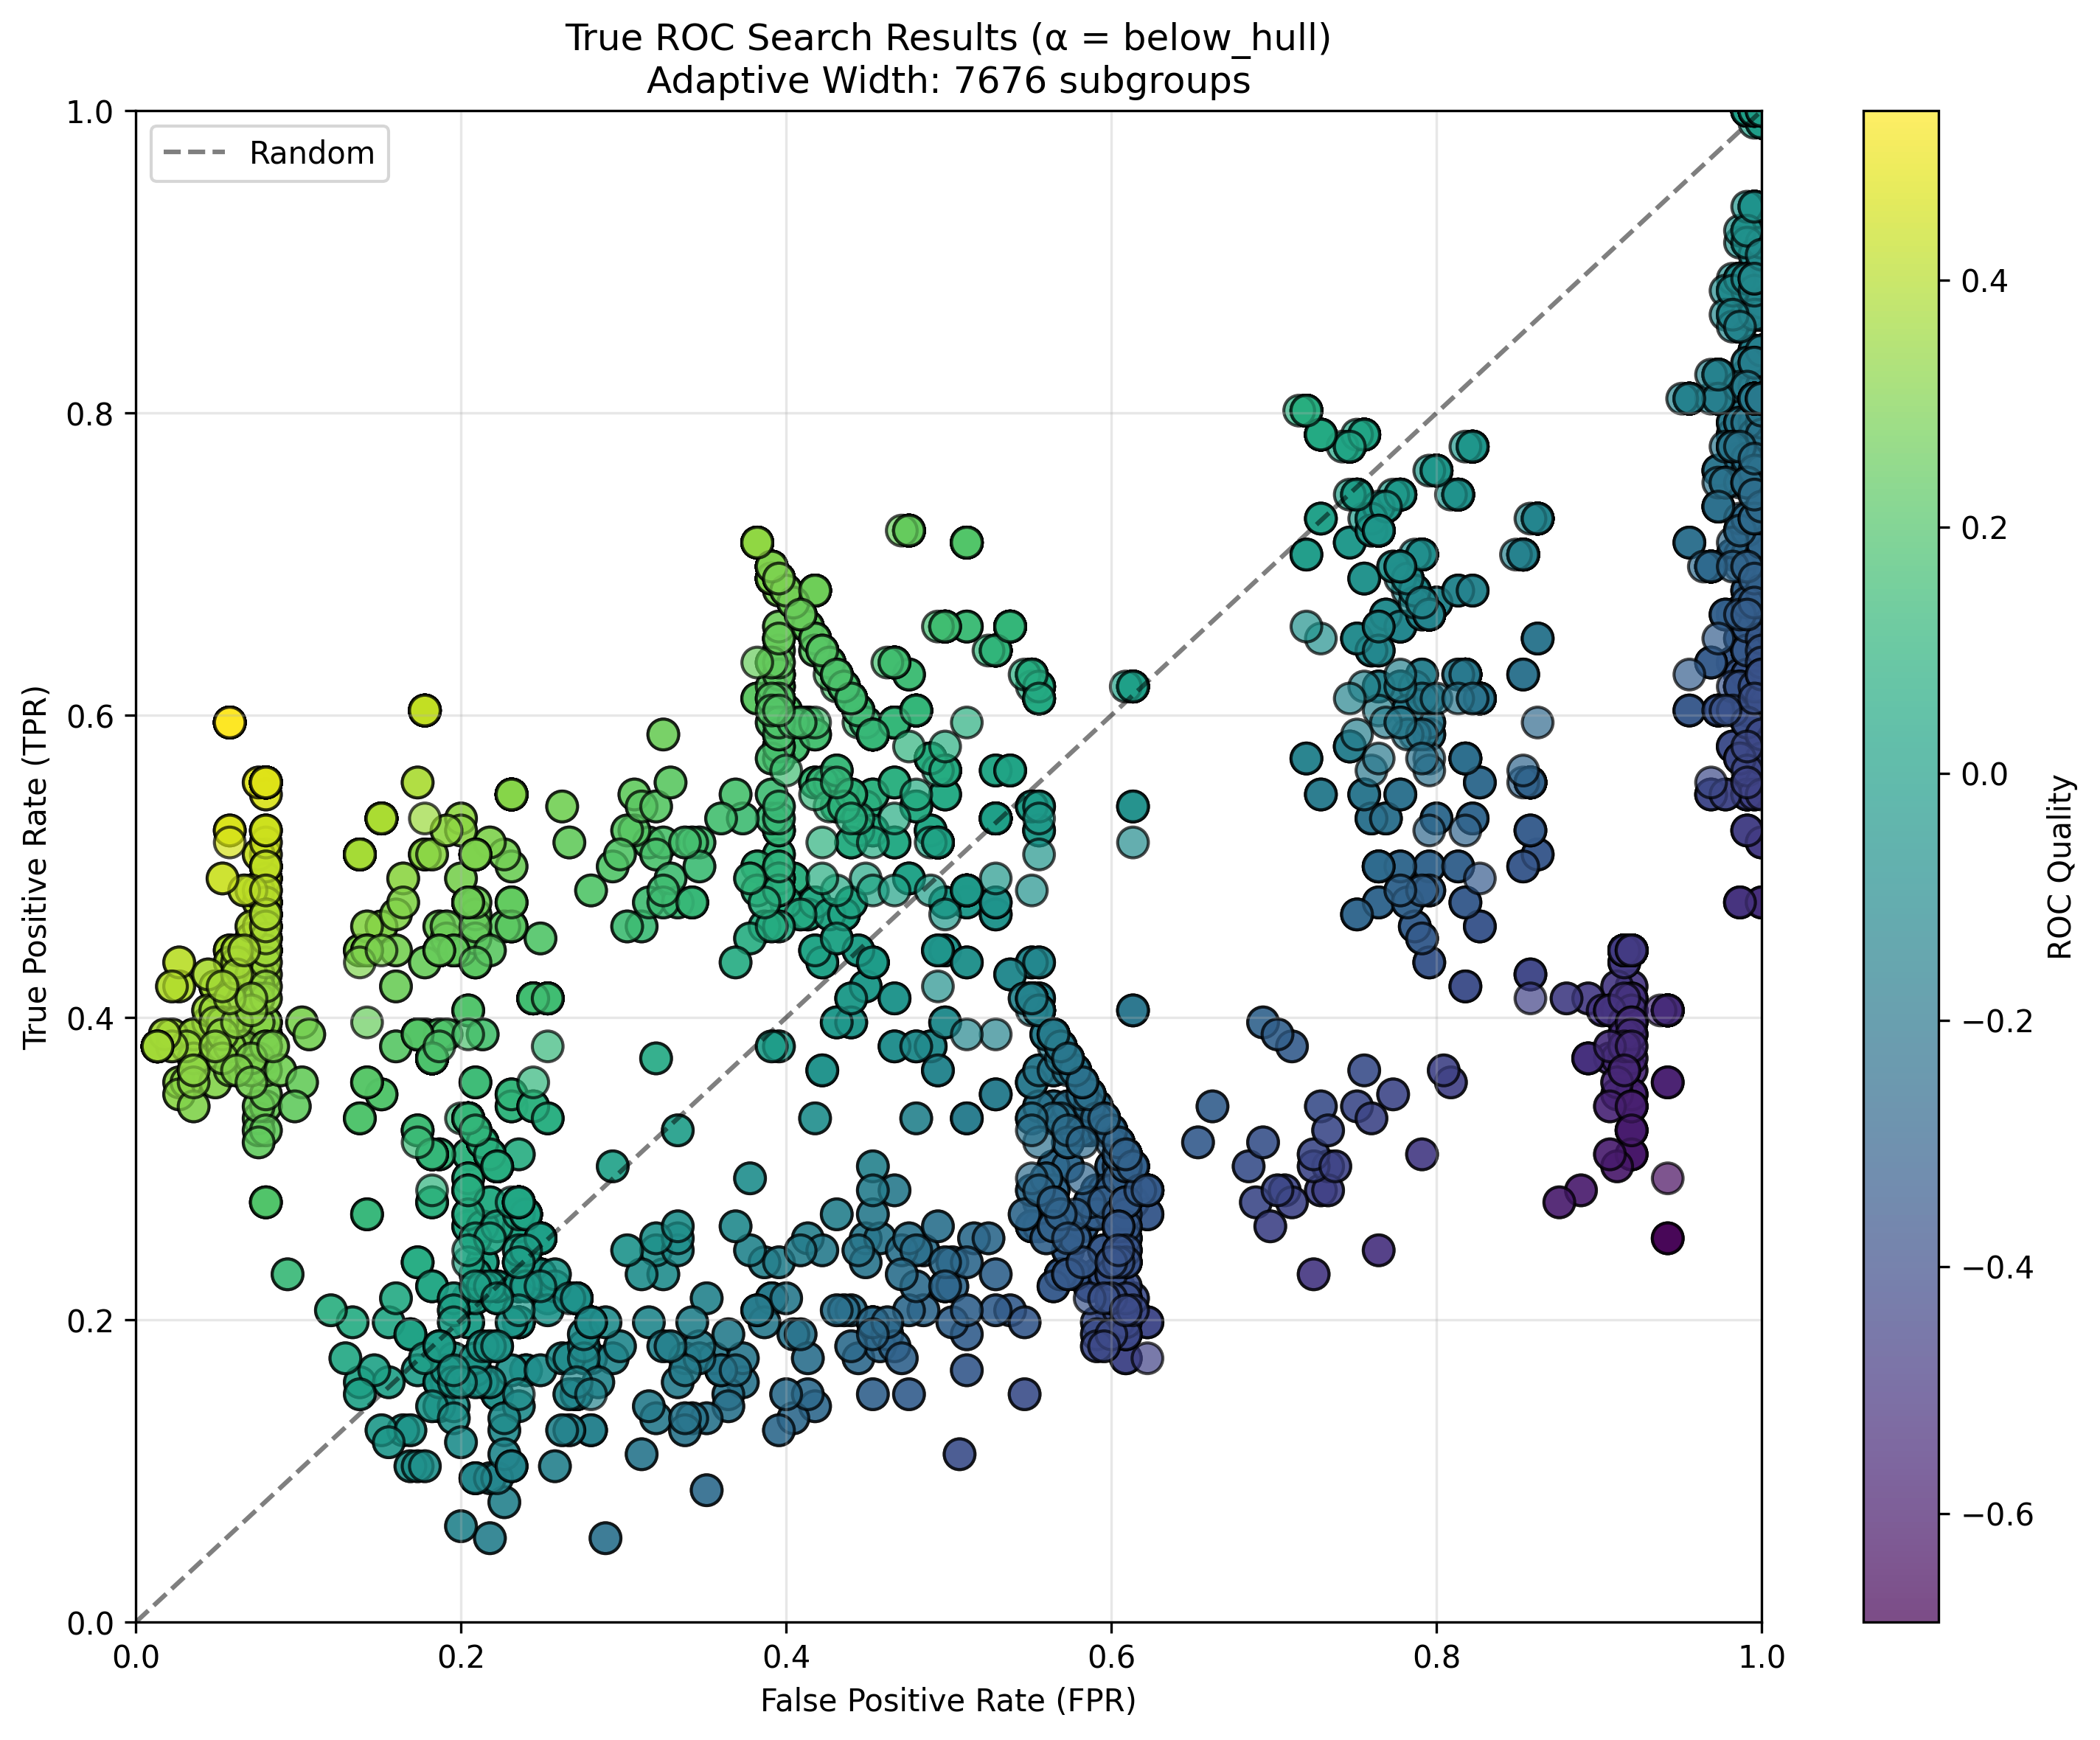 True ROC Search Results (α = below_hull)
Adaptive Width: 7676 subgroups
Random
True Positive Rate (TPR)
1.0
0.8
0.6
0.4
0.2
0.0
0.0 0.2 0.4 0.6 0.8 1.0
False Positive Rate (FPR)
0.4
0.2
0.0
−0.2
−0.4
−0.6
ROC Quality